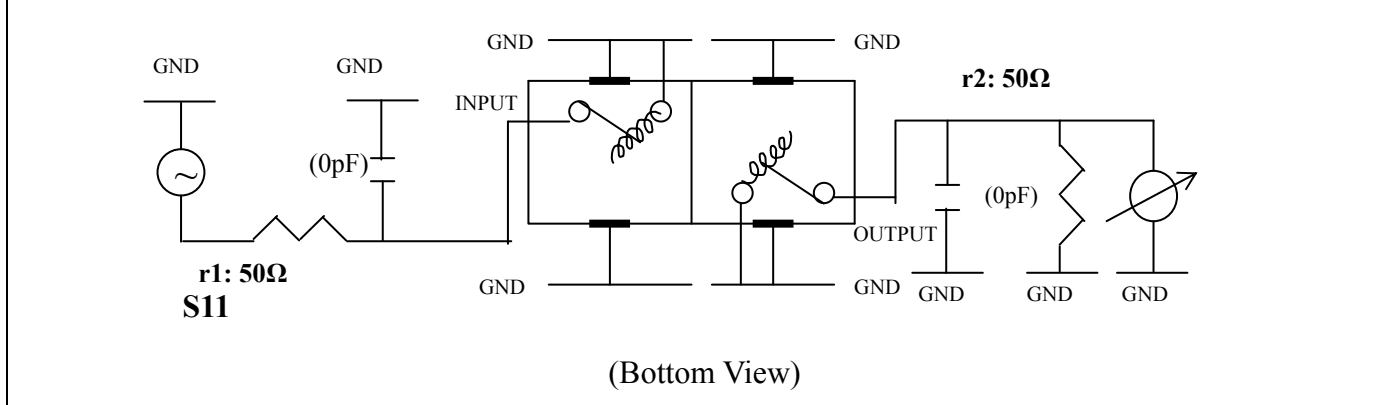 GND
GND
GND
GND
r2: 50Ω
INPUT
(0pF)
(0pF)
OUTPUT
r1: 50Ω
S11
GND
GND
GND
GND
GND
(Bottom View)